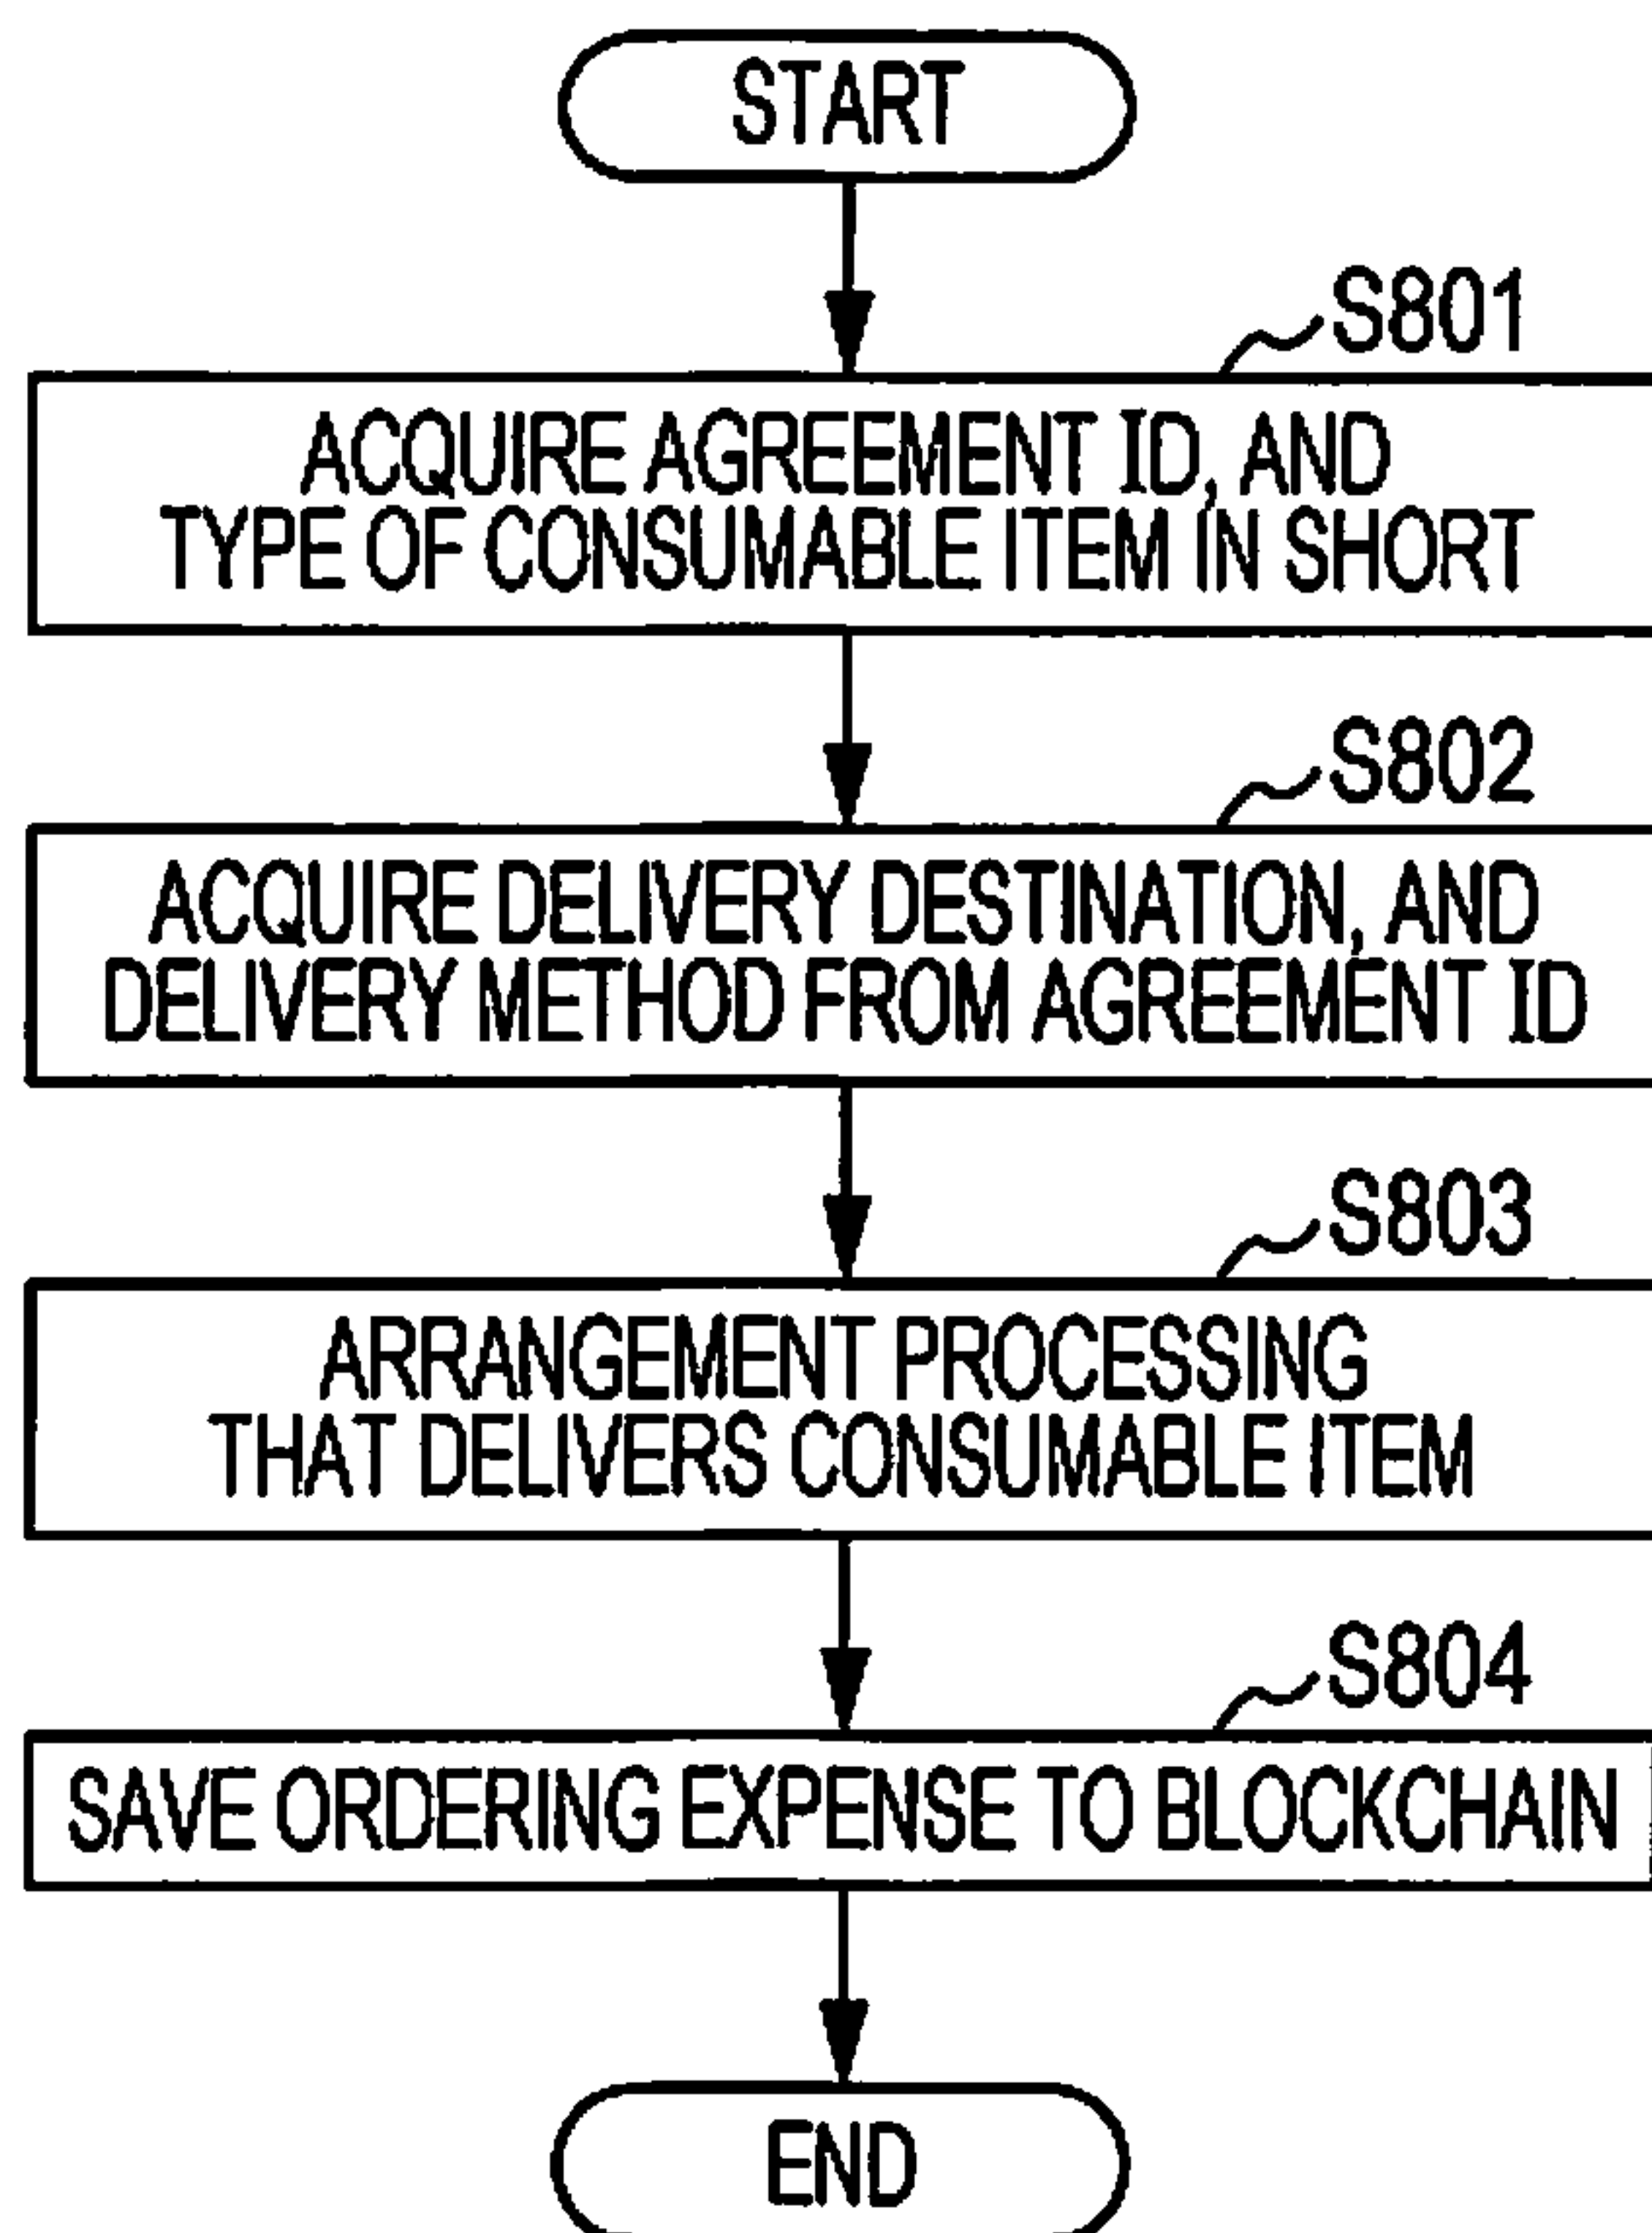 START
S801
ACQUIRE AGREEMENT ID, AND
TYPE OF CONSUMABLE ITEM IN SHORT
S802
ACQUIRE DELIVERY DESTINATION, AND
DELIVERY METHOD FROM AGREEMENT ID
S803
ARRANGEMENT PROCESSING
THAT DELIVERS CONSUMABLE ITEM
S804
SAVE ORDERING EXPENSE TO BLOCKCHAIN
END